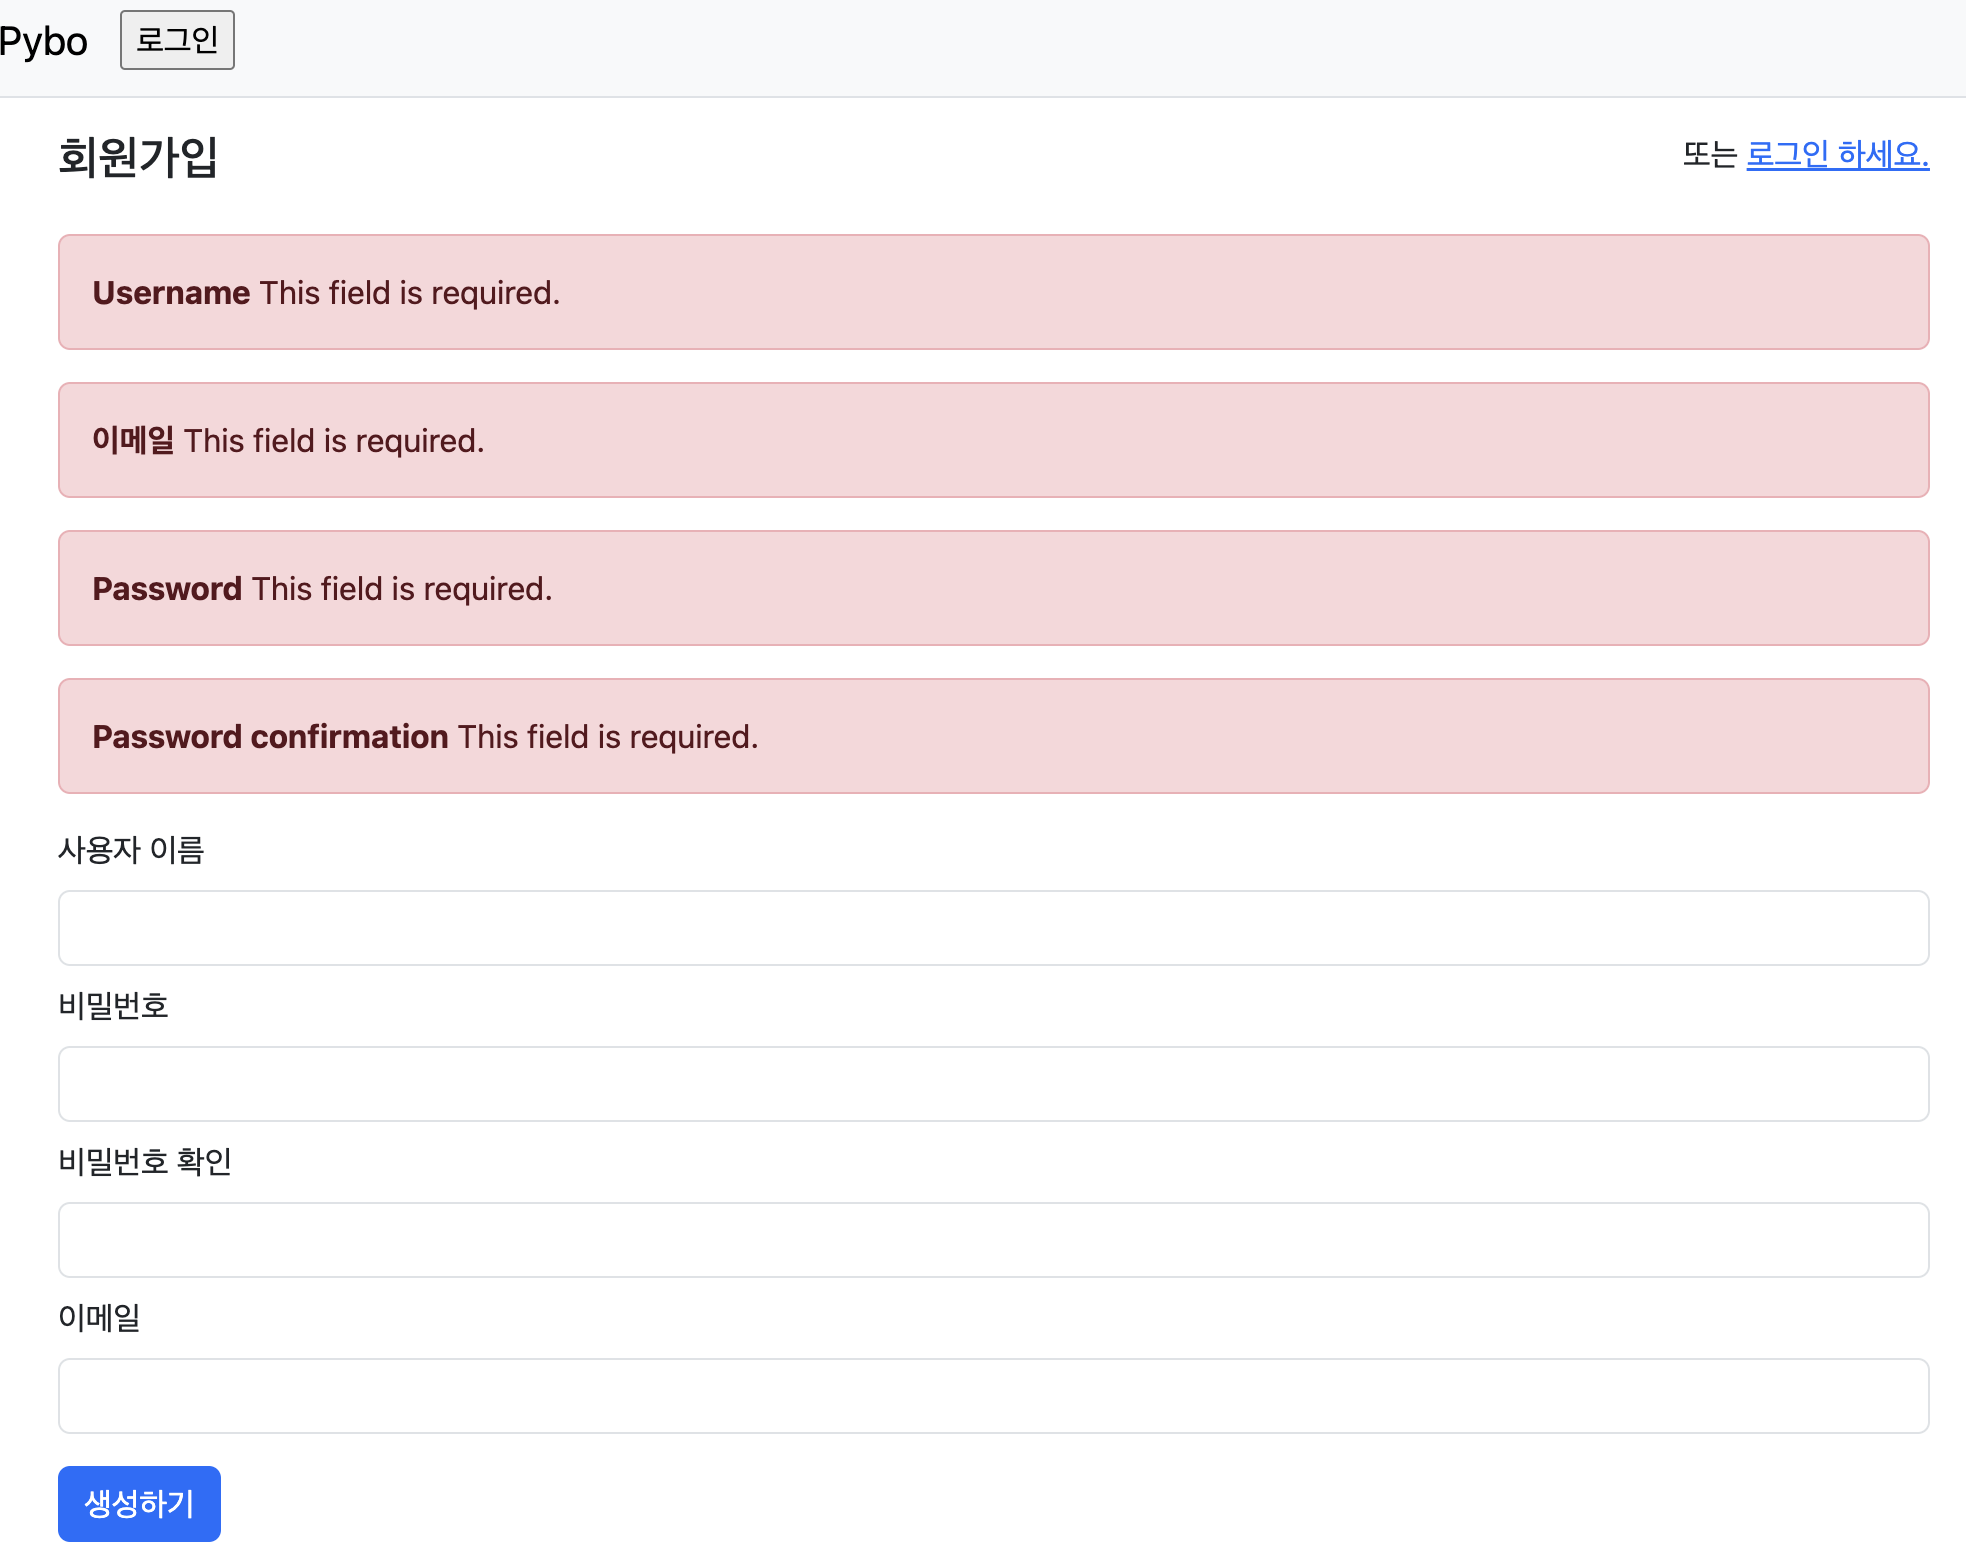 Pybo 로그인
회원가입 또는 로그인 하세요.
Username This field is required.
이메일 This field is required.
Password This field is required.
Password confirmation This field is required.
사용자 이름
비밀번호
비밀번호 확인
이메일
생성하기